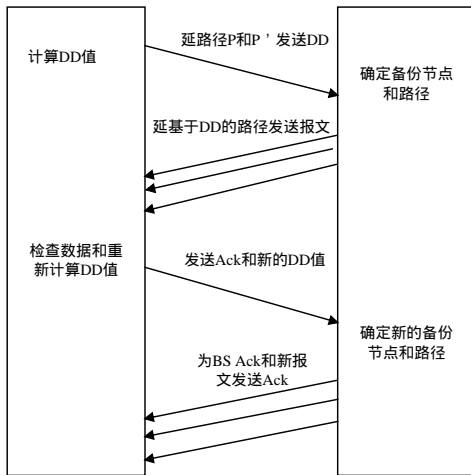 延路径P和P’发送DD
计算DD值
确定备份节点
和路径
延基于DD的路径发送报文
检查数据和重
新计算DD值
发送Ack和新的DD值
确定新的备份
节点和路径
为BS Ack和新报
文发送Ack